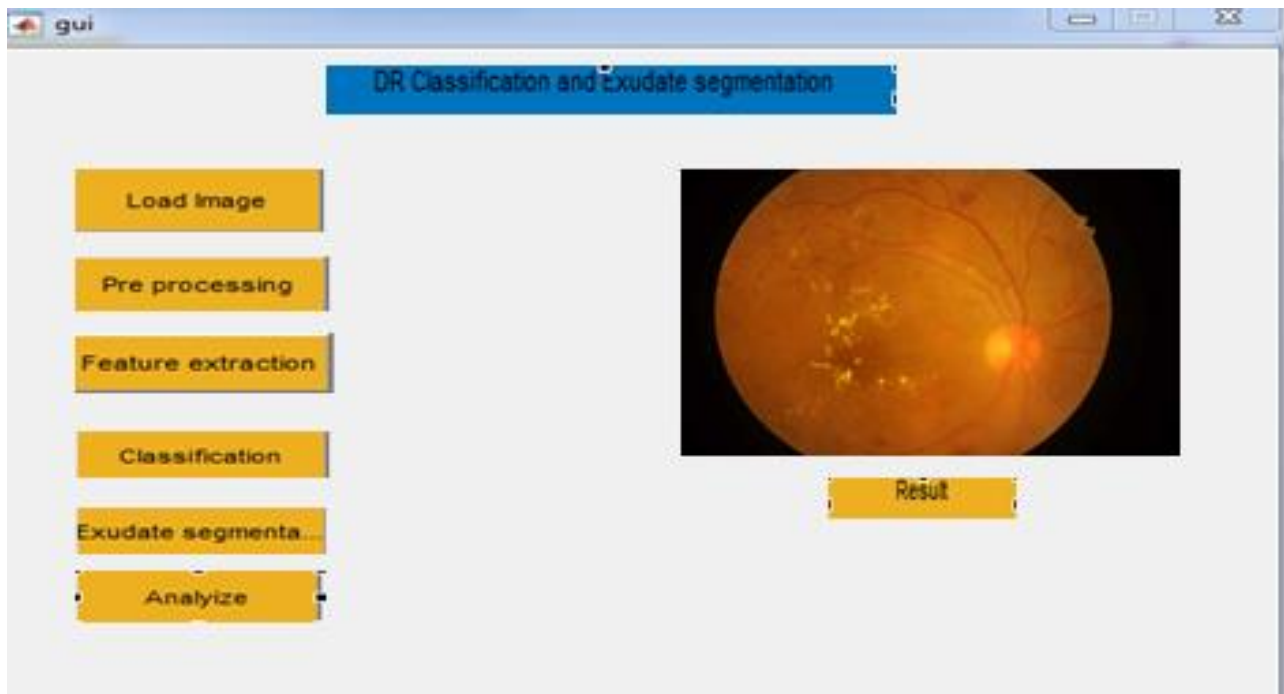 gui
DR Classification and Exudate segmentation
Load Image
Pre processing
Feature extraction
Classification
Exudate segmenta...
Analyize
Result